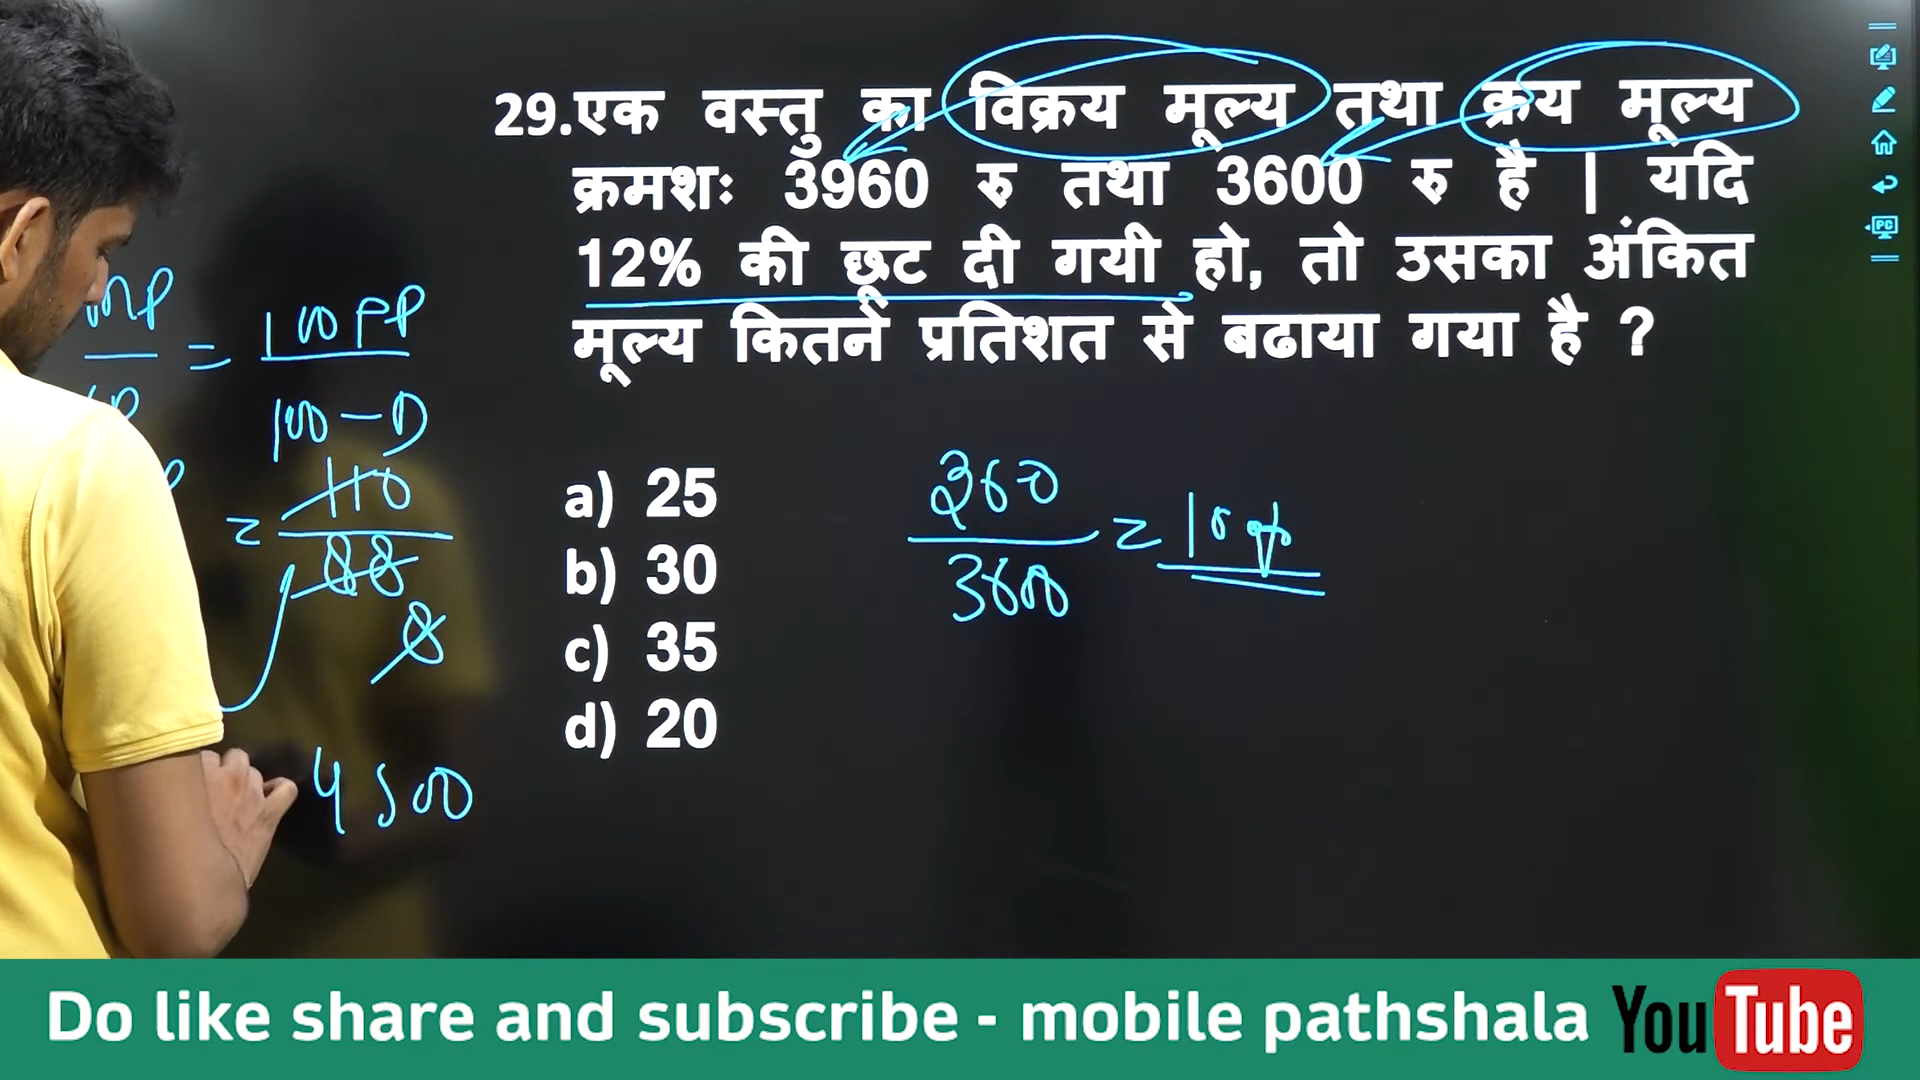 29.एक वस्तु का विक्रय मूल्य तथा क्रय मूल्य
क्रमशः 3960 रु तथा 3600 रु है | यदि
12% की छूट दी गयी हो, तो उसका अंकित
मूल्य कितने प्रतिशत से बढाया गया है ?
a) 25
b) 30
c) 35
d) 20
MP
= 100
100 - D
= 110
88
8
4500
360
3600
= 10
PC
Do like share and subscribe - mobile pathshala YouTube